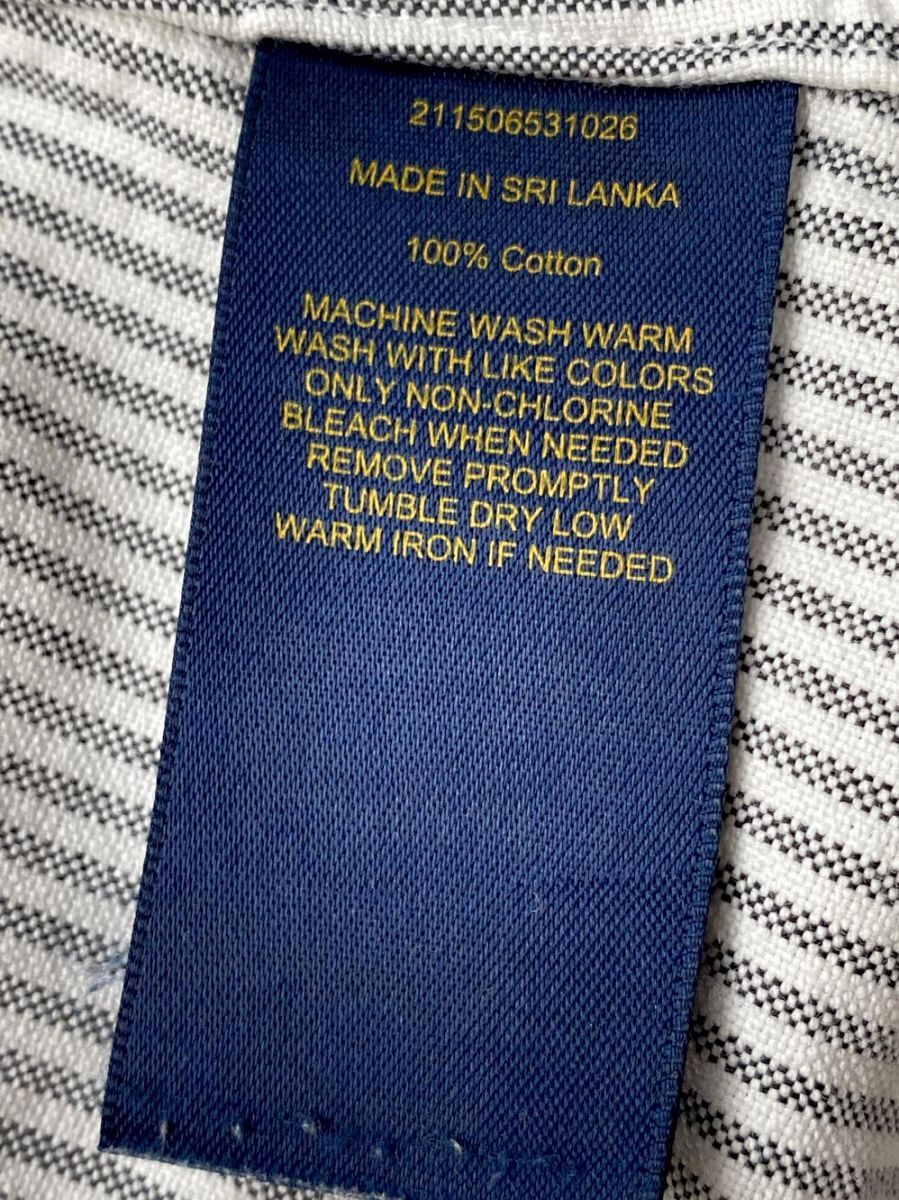 211506531026
MADE IN SRI LANKA
100% Cotton
MACHINE WASH WARM
WASH WITH LIKE COLORS
ONLY NON-CHLORINE
BLEACH WHEN NEEDED
REMOVE PROMPTLY
TUMBLE DRY LOW
WARM IRON IF NEEDED